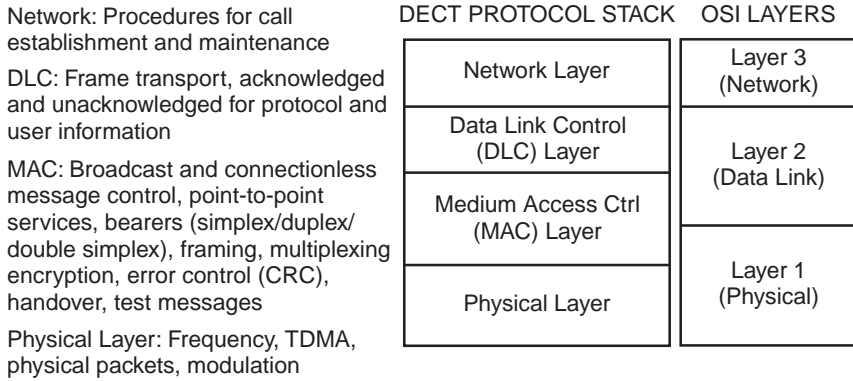 Network: Procedures for call
establishment and maintenance
DLC: Frame transport, acknowledged
and unacknowledged for protocol and
user information
MAC: Broadcast and connectionless
message control, point-to-point
services, bearers (simplex/duplex/
double simplex), framing, multiplexing
encryption, error control (CRC),
handover, test messages
Physical Layer: Frequency, TDMA,
physical packets, modulation
DECT PROTOCOL STACK
Network Layer
Data Link Control
(DLC) Layer
Medium Access Ctrl
(MAC) Layer
Physical Layer
OSI LAYERS
Layer 3
(Network)
Layer 2
(Data Link)
Layer 1
(Physical)